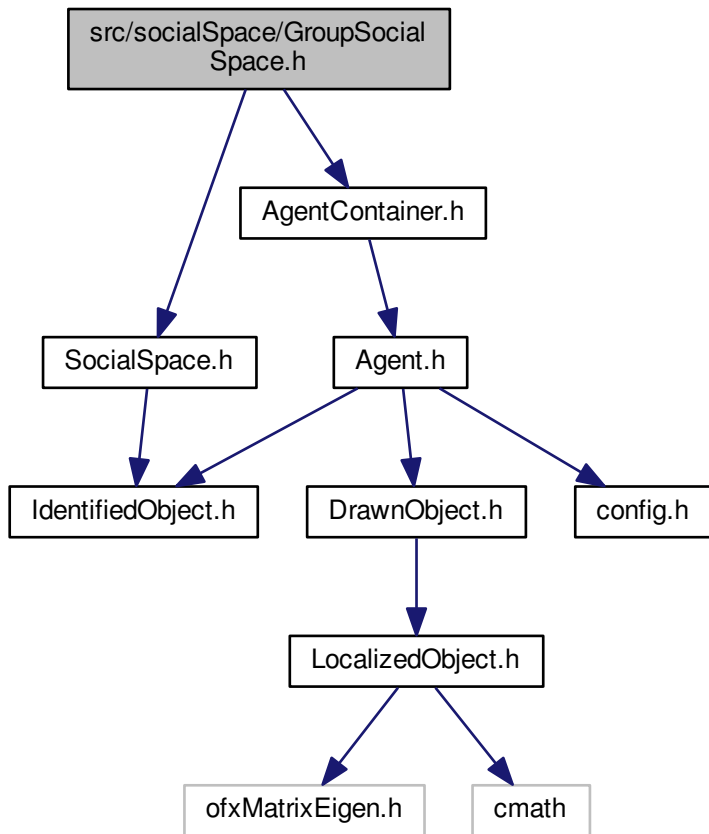 src/socialSpace/GroupSocial
Space.h
AgentContainer.h
SocialSpace.h
Agent.h
IdentifiedObject.h
DrawnObject.h
config.h
LocalizedObject.h
ofxMatrixEigen.h
cmath